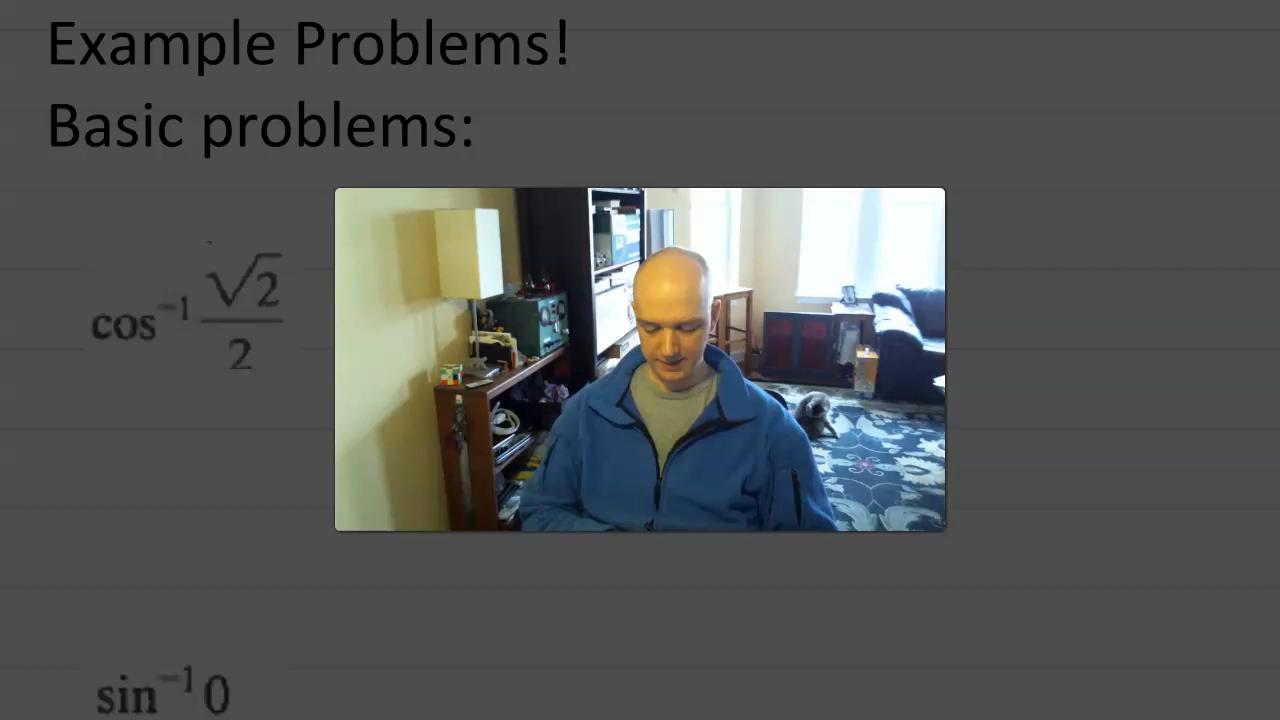 Example Problems!
Basic problems:
cos⁻¹ √2/2
sin⁻¹ 0